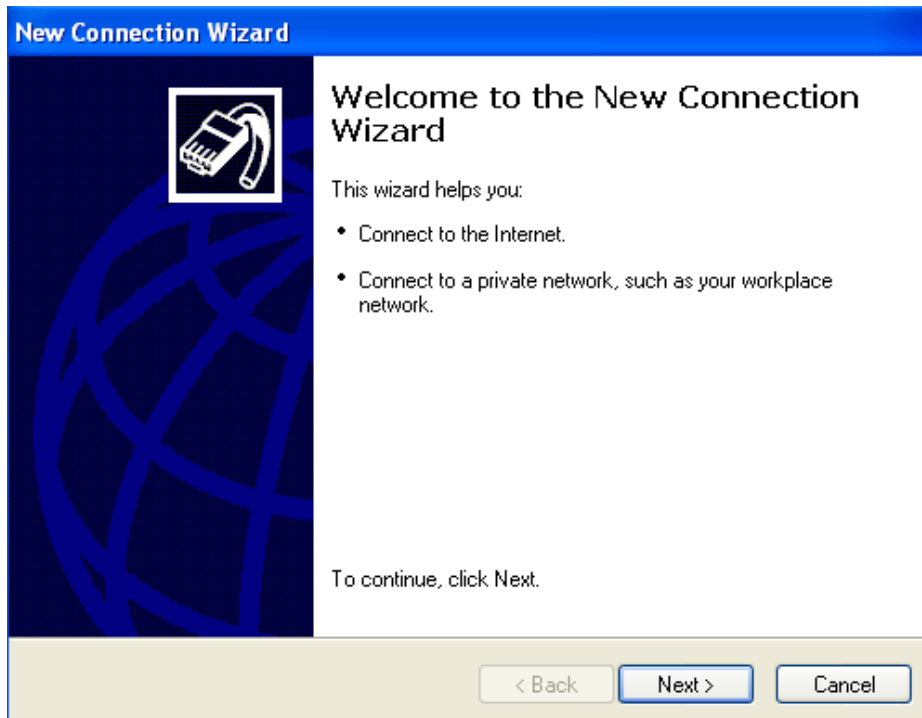 New Connection Wizard
Welcome to the New Connection
Wizard
This wizard helps you:
• Connect to the Internet.
• Connect to a private network, such as your workplace
network.
To continue, click Next.
< Back
Next >
Cancel